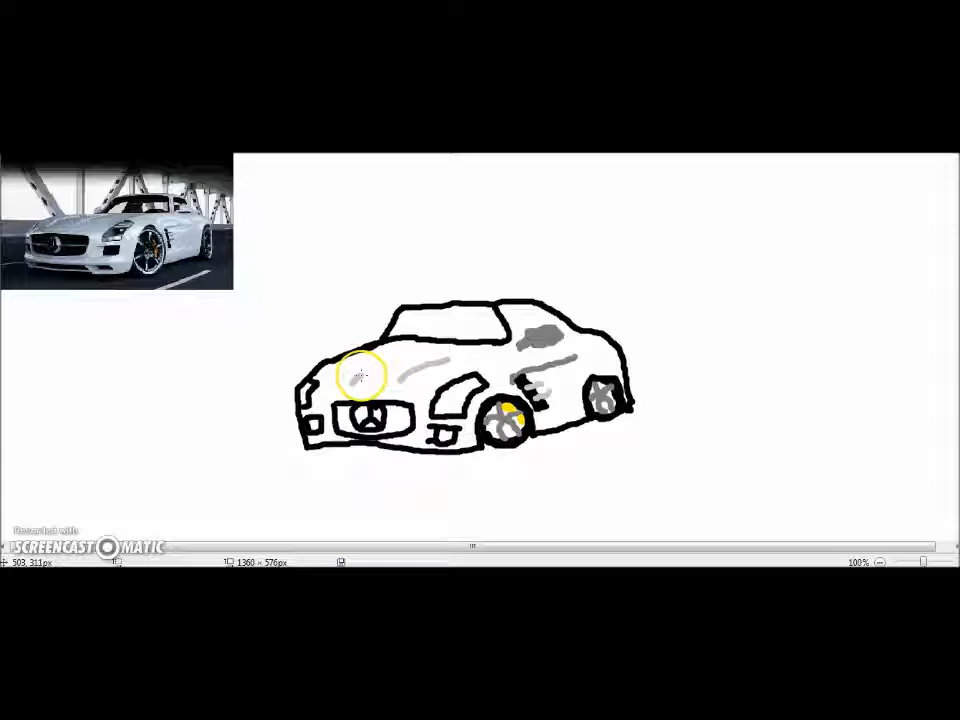 Recorded with
SCREENCAST O MATIC
503, 311px
1360 × 576px
100%